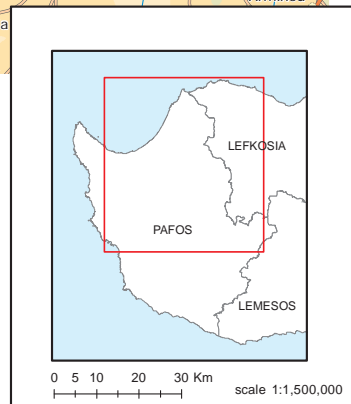 a
LEFKOSIA
PAFOS
LEMESOS
0 5 10 20 30 Km
scale 1:1,500,000